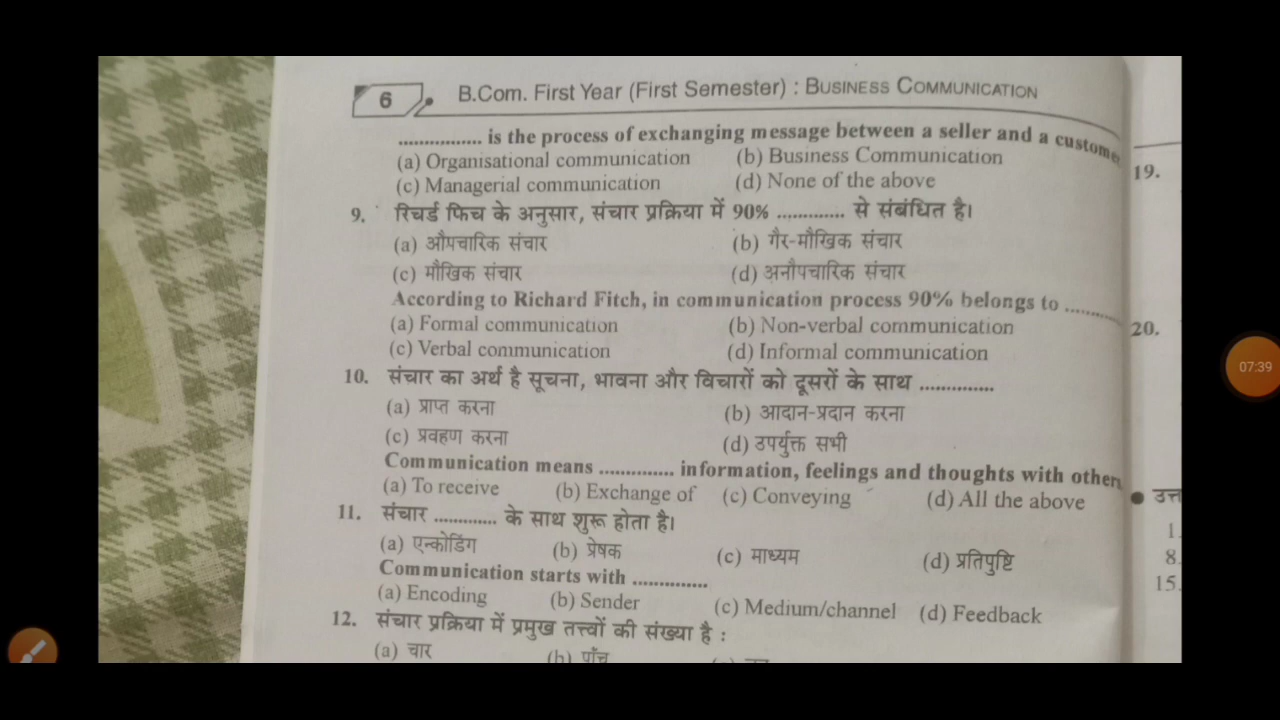 6 B.Com. First Year (First Semester) : BUSINESS COMMUNICATION
................ is the process of exchanging message between a seller and a custome
(a) Organisational communication (b) Business Communication
(c) Managerial communication (d) None of the above
9. रिचर्ड फिच के अनुसार, संचार प्रक्रिया में 90% ............. से संबंधित है।
(a) औपचारिक संचार (b) गैर-मौखिक संचार
(c) मौखिक संचार (d) अनौपचारिक संचार
According to Richard Fitch, in communication process 90% belongs to ..........
(a) Formal communication (b) Non-verbal communication
(c) Verbal communication (d) Informal communication
10. संचार का अर्थ है सूचना, भावना और विचारों को दूसरों के साथ ..............
(a) प्राप्त करना (b) आदान-प्रदान करना
(c) प्रवहण करना (d) उपर्युक्त सभी
Communication means .............. information, feelings and thoughts with others
(a) To receive (b) Exchange of (c) Conveying (d) All the above
11. संचार ............. के साथ शुरू होता है।
(a) एन्कोडिंग (b) प्रेषक (c) माध्यम (d) प्रतिपुष्टि
Communication starts with ..............
(a) Encoding (b) Sender (c) Medium/channel (d) Feedback
12. संचार प्रक्रिया में प्रमुख तत्त्वों की संख्या है :
(a) चार (b) पाँच
19.
20.
1.
8.
15.
07:39